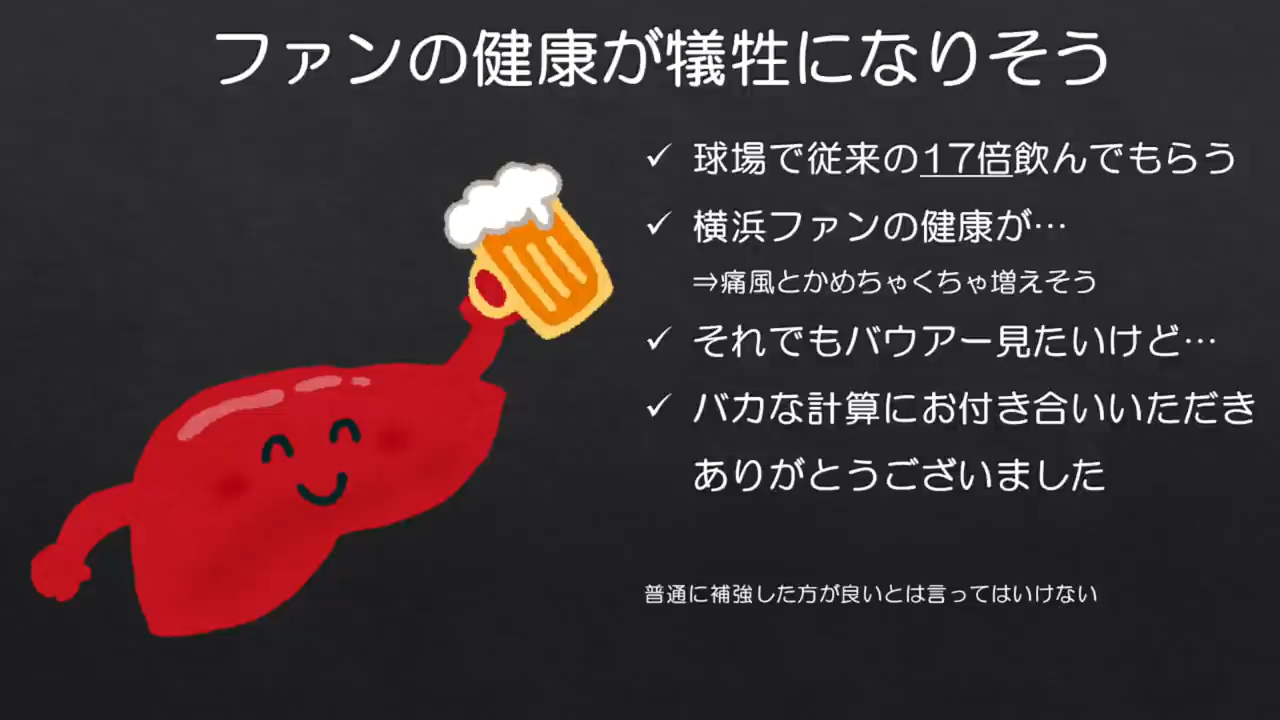 ファンの健康が犠牲になりそう
✓ 球場で従来の17倍飲んでもらう
✓ 横浜ファンの健康が…
⇒痛風とかめちゃくちゃ増えそう
✓ それでもバウアー見たいけど…
✓ バカな計算にお付き合いいただき
ありがとうございました
普通に補強した方が良いとは言ってはいけない